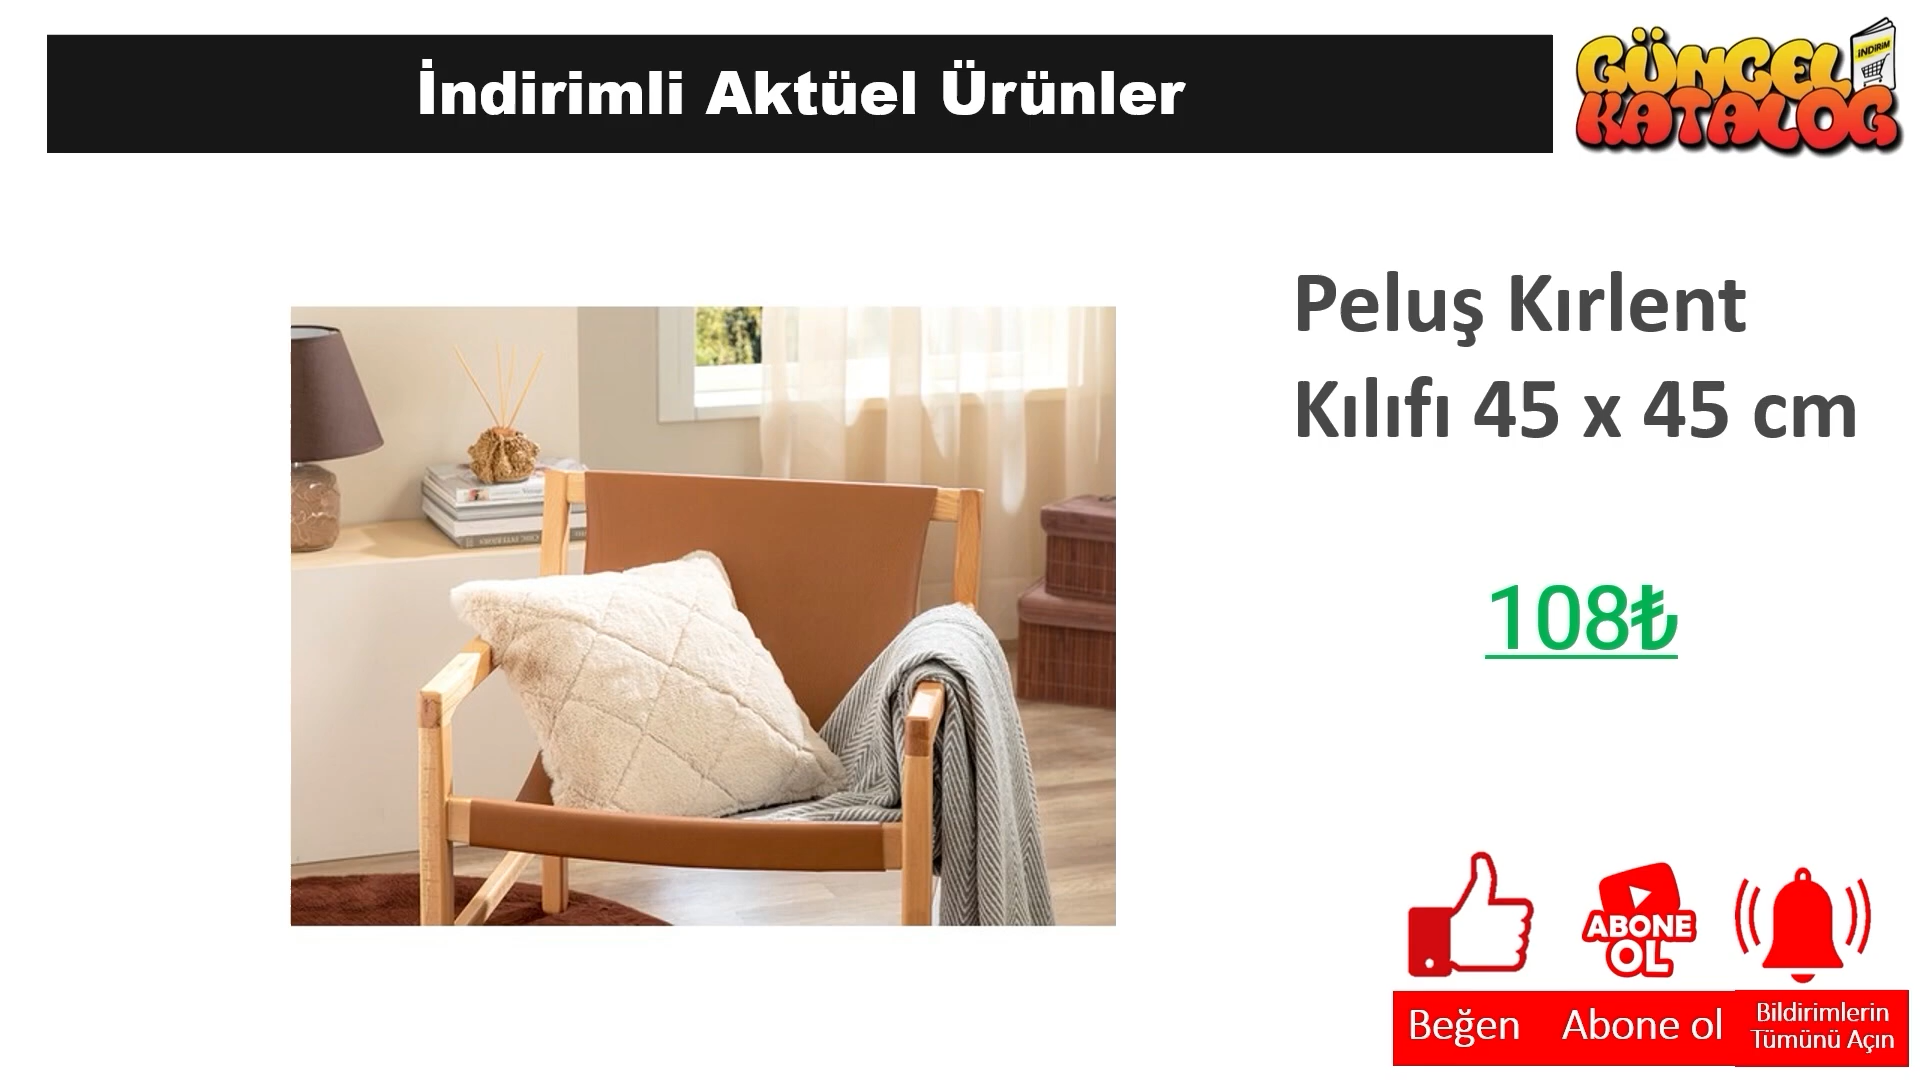 İndirimli Aktüel Ürünler
GÜNCEL
KATALOG
İNDİRİM
Peluş Kırlent
Kılıfı 45 x 45 cm
108₺
ABONE
OL
Beğen
Abone ol
Bildirimlerin
Tümünü Açın